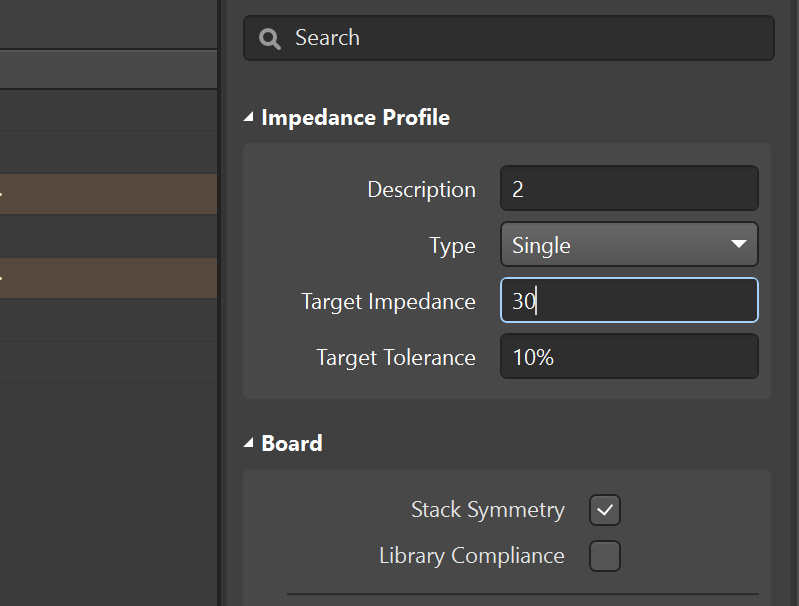 Search
Impedance Profile
Description 2
Type Single
Target Impedance 30
Target Tolerance 10%
Board
Stack Symmetry
Library Compliance